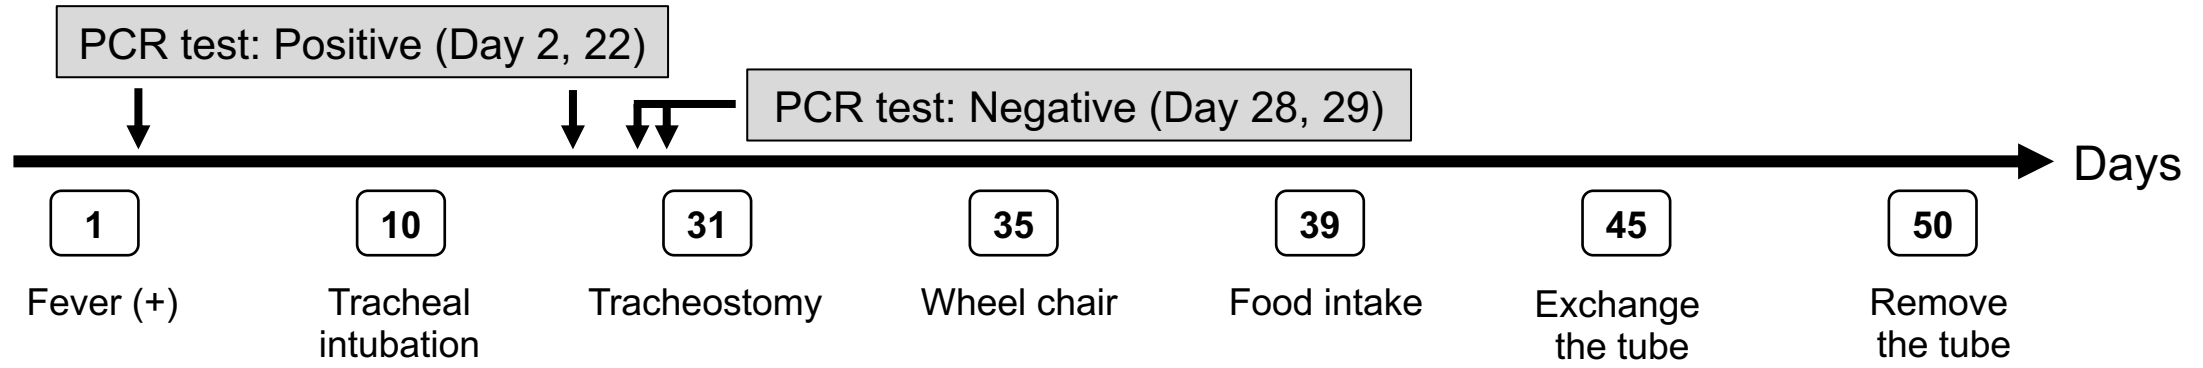 PCR test: Positive (Day 2, 22)
PCR test: Negative (Day 28, 29)
Days
1
10
31
35
39
45
50
Fever (+)
Tracheal
intubation
Tracheostomy
Wheel chair
Food intake
Exchange
the tube
Remove
the tube